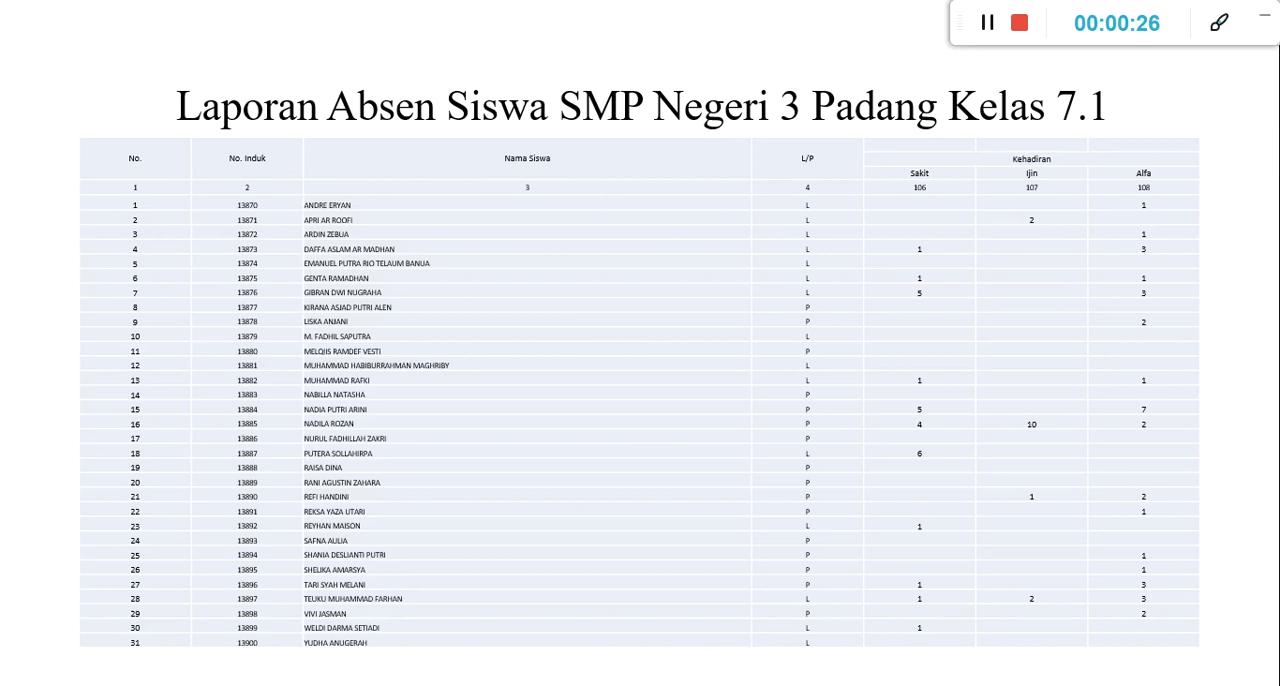 00:00:26
Laporan Absen Siswa SMP Negeri 3 Padang Kelas 7.1
No. No. Induk Nama Siswa L/P Kehadiran
Sakit Ijin Alfa
1 2 3 4 106 107 108
1 13870 ANDRE ERYAN L 1
2 13871 APRI AR ROOFI L 2
3 13872 ARDIN ZEBUA L 1
4 13873 DAFFA ASLAM AR MADHAN L 1 3
5 13874 EMANUEL PUTRA RIO TELAUM BANUA L
6 13875 GENTA RAMADHAN L 1 1
7 13876 GIBRAN DWI NUGRAHA L 5 3
8 13877 KIRANA ASJAD PUTRI ALEN P
9 13878 LISKA ANJANI P 2
10 13879 M. FADHIL SAPUTRA L
11 13880 MELQIIS RAMDEF VESTI P
12 13881 MUHAMMAD HABIBURRAHMAN MAGHRIBY L
13 13882 MUHAMMAD RAFKI L 1 1
14 13883 NABILLA NATASHA P
15 13884 NADIA PUTRI ARINI P 5 7
16 13885 NADILA ROZAN P 4 10 2
17 13886 NURUL FADHILLAH ZAKRI P
18 13887 PUTERA SOLLAHIRPA L 6
19 13888 RAISA DINA P
20 13889 RANI AGUSTIN ZAHARA P
21 13890 REFI HANDINI P 1 2
22 13891 REKSA YAZA UTARI P 1
23 13892 REYHAN MAISON L 1
24 13893 SAFNA AULIA P
25 13894 SHANIA DESLIANTI PUTRI P 1
26 13895 SHELIKA AMARSYA P 1
27 13896 TARI SYAH MELANI P 1 3
28 13897 TEUKU MUHAMMAD FARHAN L 1 2 3
29 13898 VIVI JASMAN P 2
30 13899 WELDI DARMA SETIADI L 1
31 13900 YUDHA ANUGERAH L